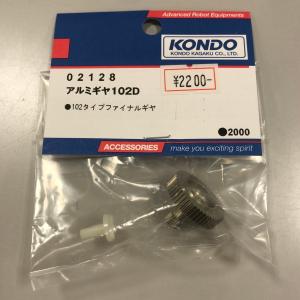 Advanced Robot Equipments
KONDO
KONDO KAGAKU CO., LTD.
02128
アルミギヤ102D
¥2200-
●102タイプファイナルギヤ
●2000
ACCESSORIES make you exciting spirit